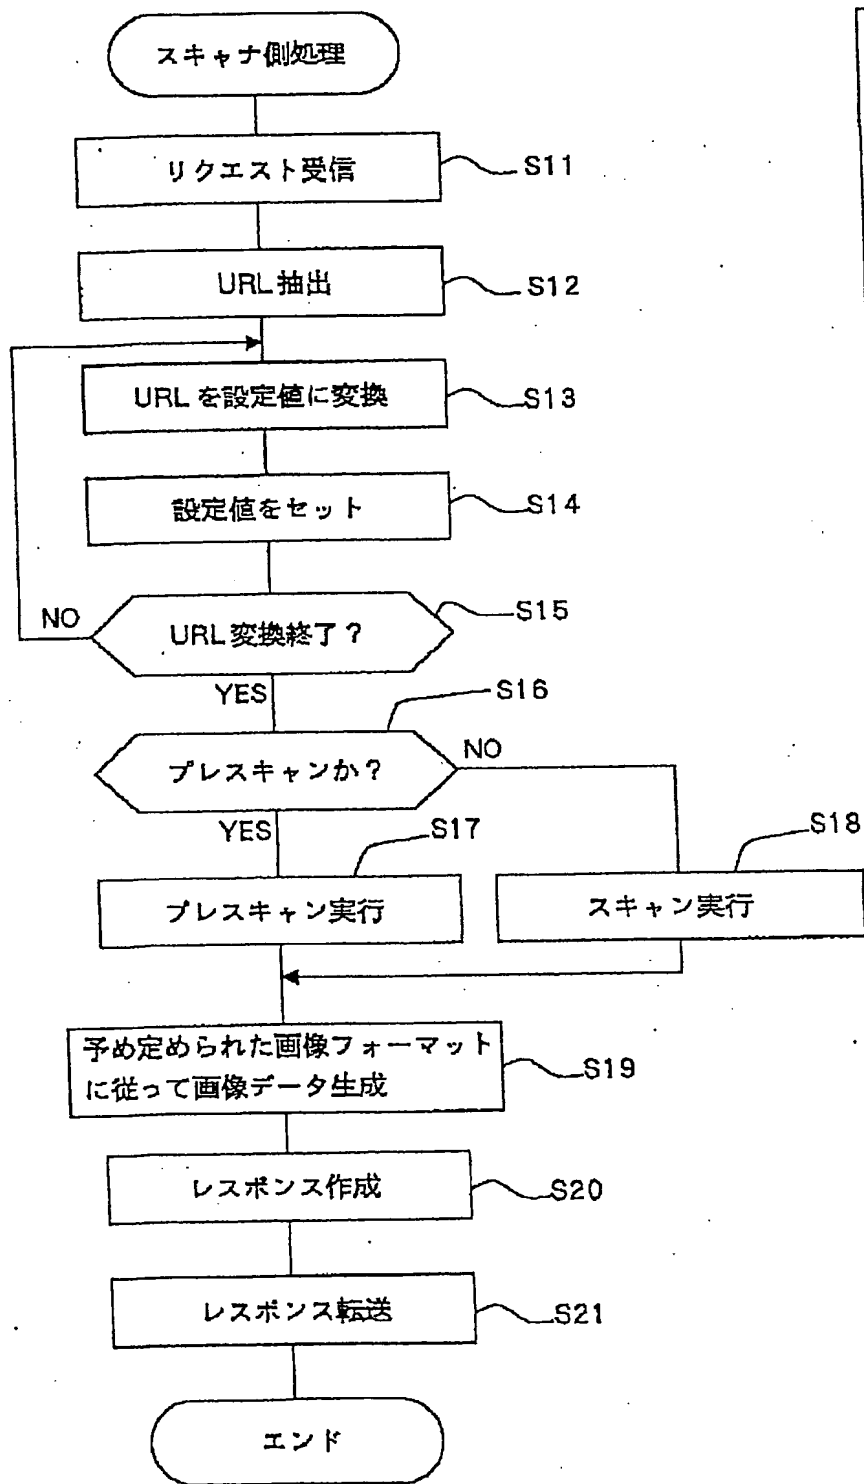 スキャナ側処理
リクエスト受信
S11
URL抽出
S12
URLを設定値に変換
S13
設定値をセット
S14
URL変換終了?
S15
NO
YES
S16
プレスキャンか?
NO
YES
S17
S18
プレスキャン実行
スキャン実行
予め定められた画像フォーマット
に従って画像データ生成
S19
レスポンス作成
S20
レスポンス転送
S21
エンド